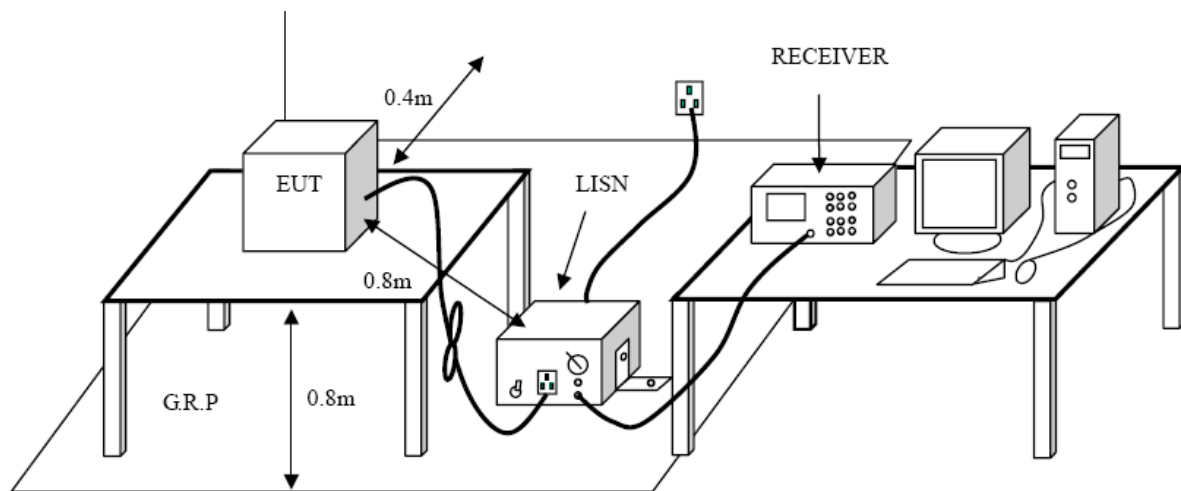 RECEIVER
0.4m
EUT
LISN
0.8m
G.R.P
0.8m